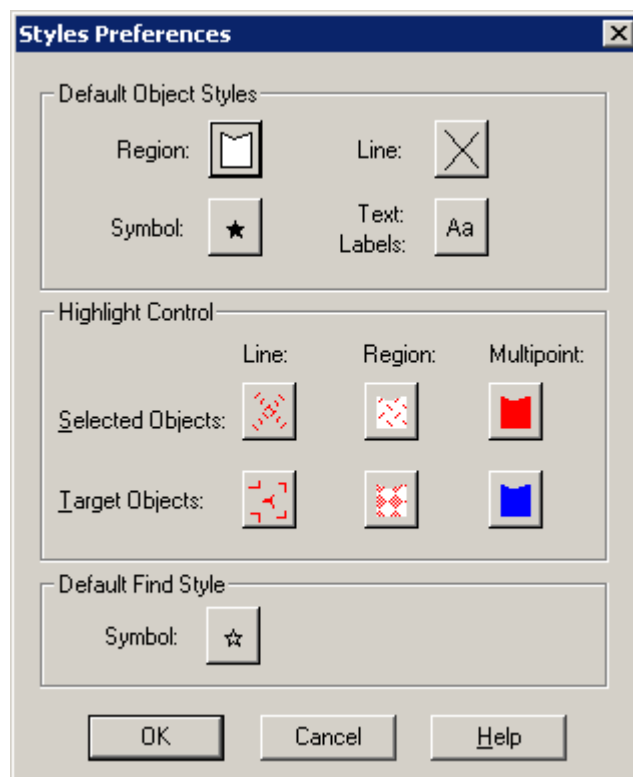 Styles Preferences
Default Object Styles
Region:
Line:
Symbol:
Text:
Labels:
Aa
Highlight Control
Line: Region: Multipoint:
Selected Objects:
Target Objects:
Default Find Style
Symbol:
OK Cancel Help